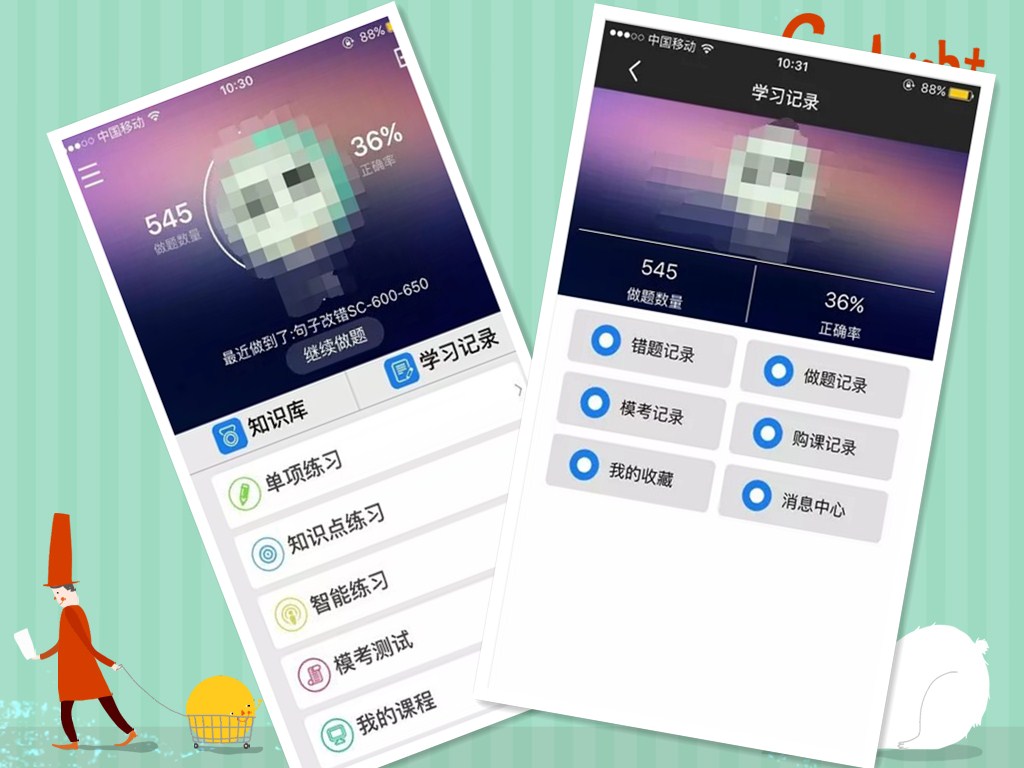 中国移动
10:30
88%
545
做题数量
36%
正确率
最近做到了:句子改错SC-600-650
继续做题
知识库
学习记录
单项练习
知识点练习
智能练习
模考测试
我的课程
中国移动
10:31
88%
学习记录
545
做题数量
36%
正确率
错题记录
做题记录
模考记录
购课记录
我的收藏
消息中心